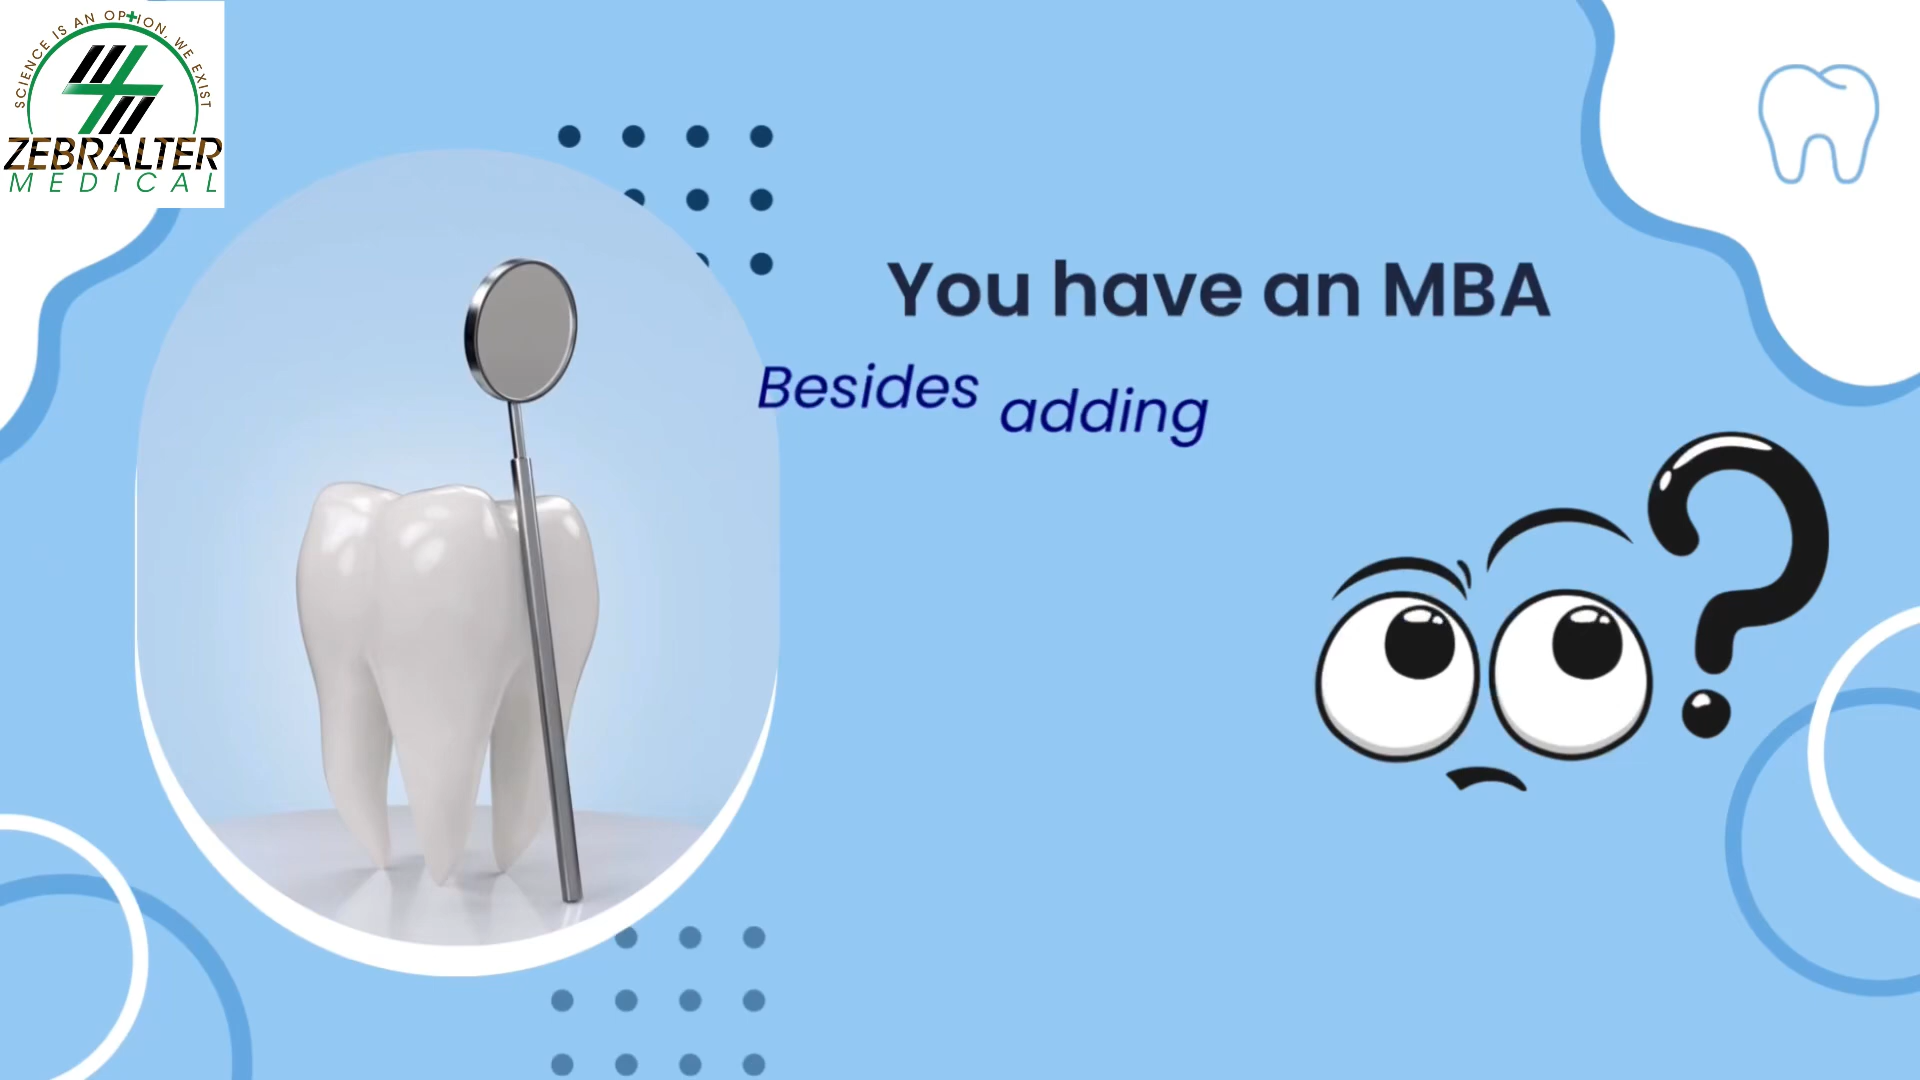 SCIENCE IS AN OPTION, WE EXIST
ZEBRALTER
MEDICAL
You have an MBA
Besides adding
?